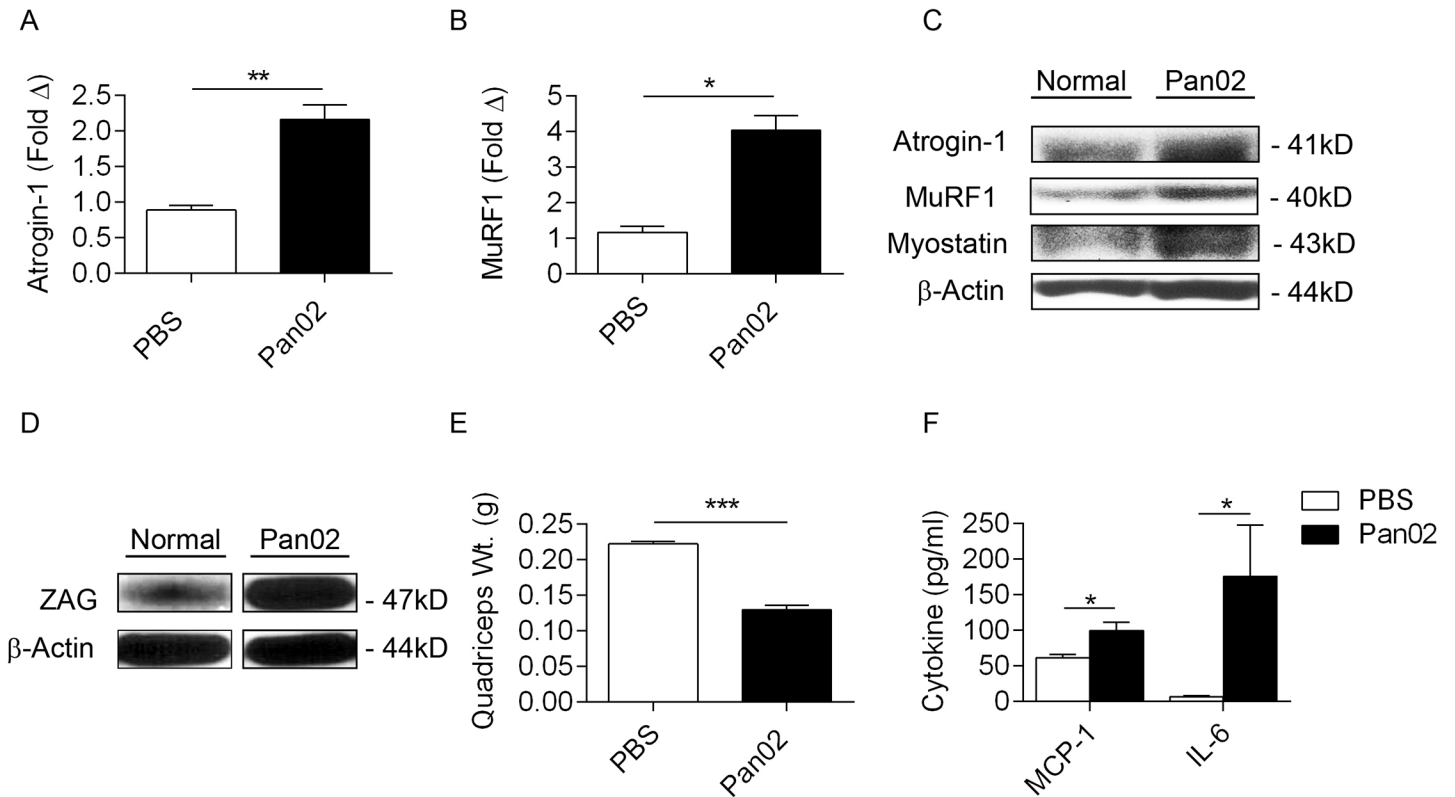 A
Atrogin-1 (Fold Δ)
2.5
2.0
1.5
1.0
0.5
0.0
**
PBS
Pan02
B
MuRF1 (Fold Δ)
5
4
3
2
1
0
*
PBS
Pan02
C
Normal Pan02
Atrogin-1 - 41kD
MuRF1 - 40kD
Myostatin - 43kD
β-Actin - 44kD
D
Normal Pan02
ZAG - 47kD
β-Actin - 44kD
E
Quadriceps Wt. (g)
0.25
0.20
0.15
0.10
0.05
0.00
***
PBS
Pan02
F
Cytokine (pg/ml)
250
200
150
100
50
0
*
*
MCP-1
IL-6
PBS
Pan02